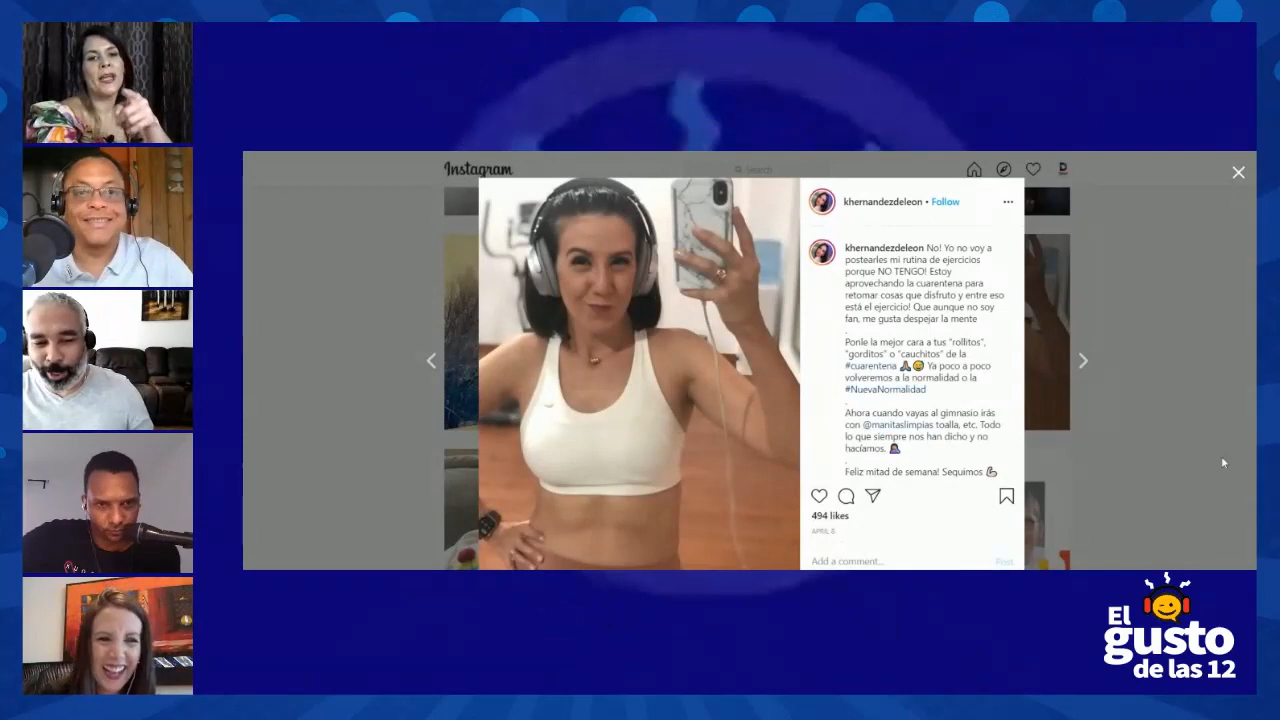 Instagram
Search
khernandezdeleon • Follow
khernandezdeleon No! Yo no voy a
postearles mi rutina de ejercicios
porque NO TENGO! Estoy
aprovechando la cuarentena para
retomar cosas que disfruto y entre eso
está el ejercicio! Que aunque no soy
fan, me gusta despejar la mente
.
Ponle la mejor cara a tus "rollitos",
"gorditos" o "cauchitos" de la
#cuarentena 🙏🏽😅 Ya poco a poco
volveremos a la normalidad o la
#NuevaNormalidad
.
Ahora cuando vayas al gimnasio irás
con @manitaslimpias toalla, etc. Todo
lo que siempre nos han dicho y no
hacíamos.
.
Feliz mitad de semana! Seguimos 💪🏼
494 likes
APRIL 8
Add a comment...
Post
El
gusto
de las 12